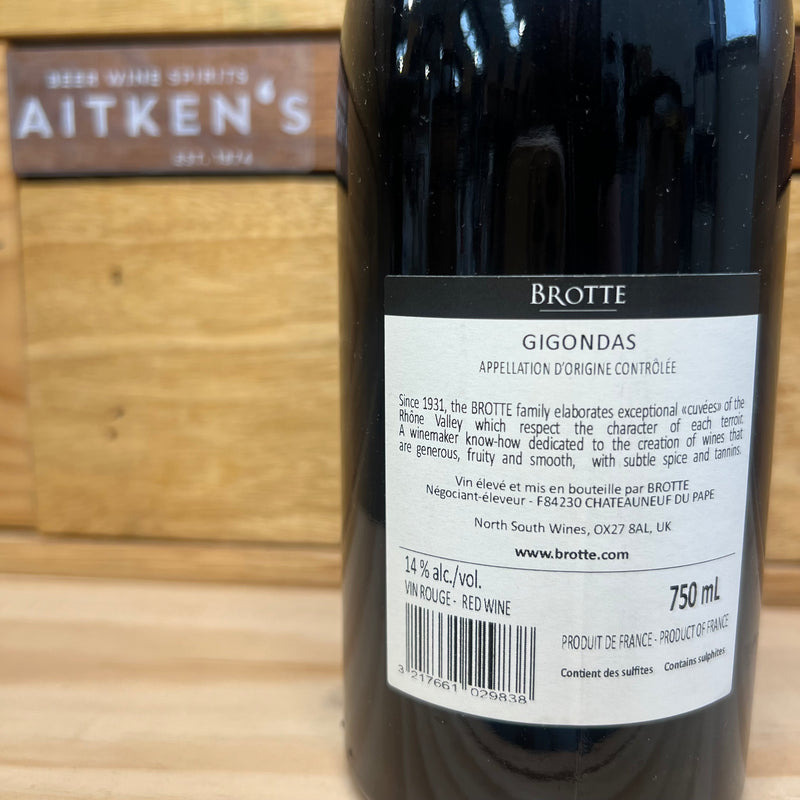 BEER WINE SPIRITS
AITKEN'S
EST. 1874
BROTTE
GIGONDAS
APPELLATION D'ORIGINE CONTRÔLÉE
Since 1931, the BROTTE family elaborates exceptional «cuvées» of the
Rhône Valley which respect the character of each terroir.
A winemaker know-how dedicated to the creation of wines that
are generous, fruity and smooth, with subtle spice and tannins.
Vin élevé et mis en bouteille par BROTTE
Négociant-éleveur - F84230 CHATEAUNEUF DU PAPE
North South Wines, OX27 8AL, UK
www.brotte.com
14 % alc./vol.
VIN ROUGE - RED WINE
750 mL
PRODUIT DE FRANCE - PRODUCT OF FRANCE
Contient des sulfites Contains sulphites
3 217661 029838